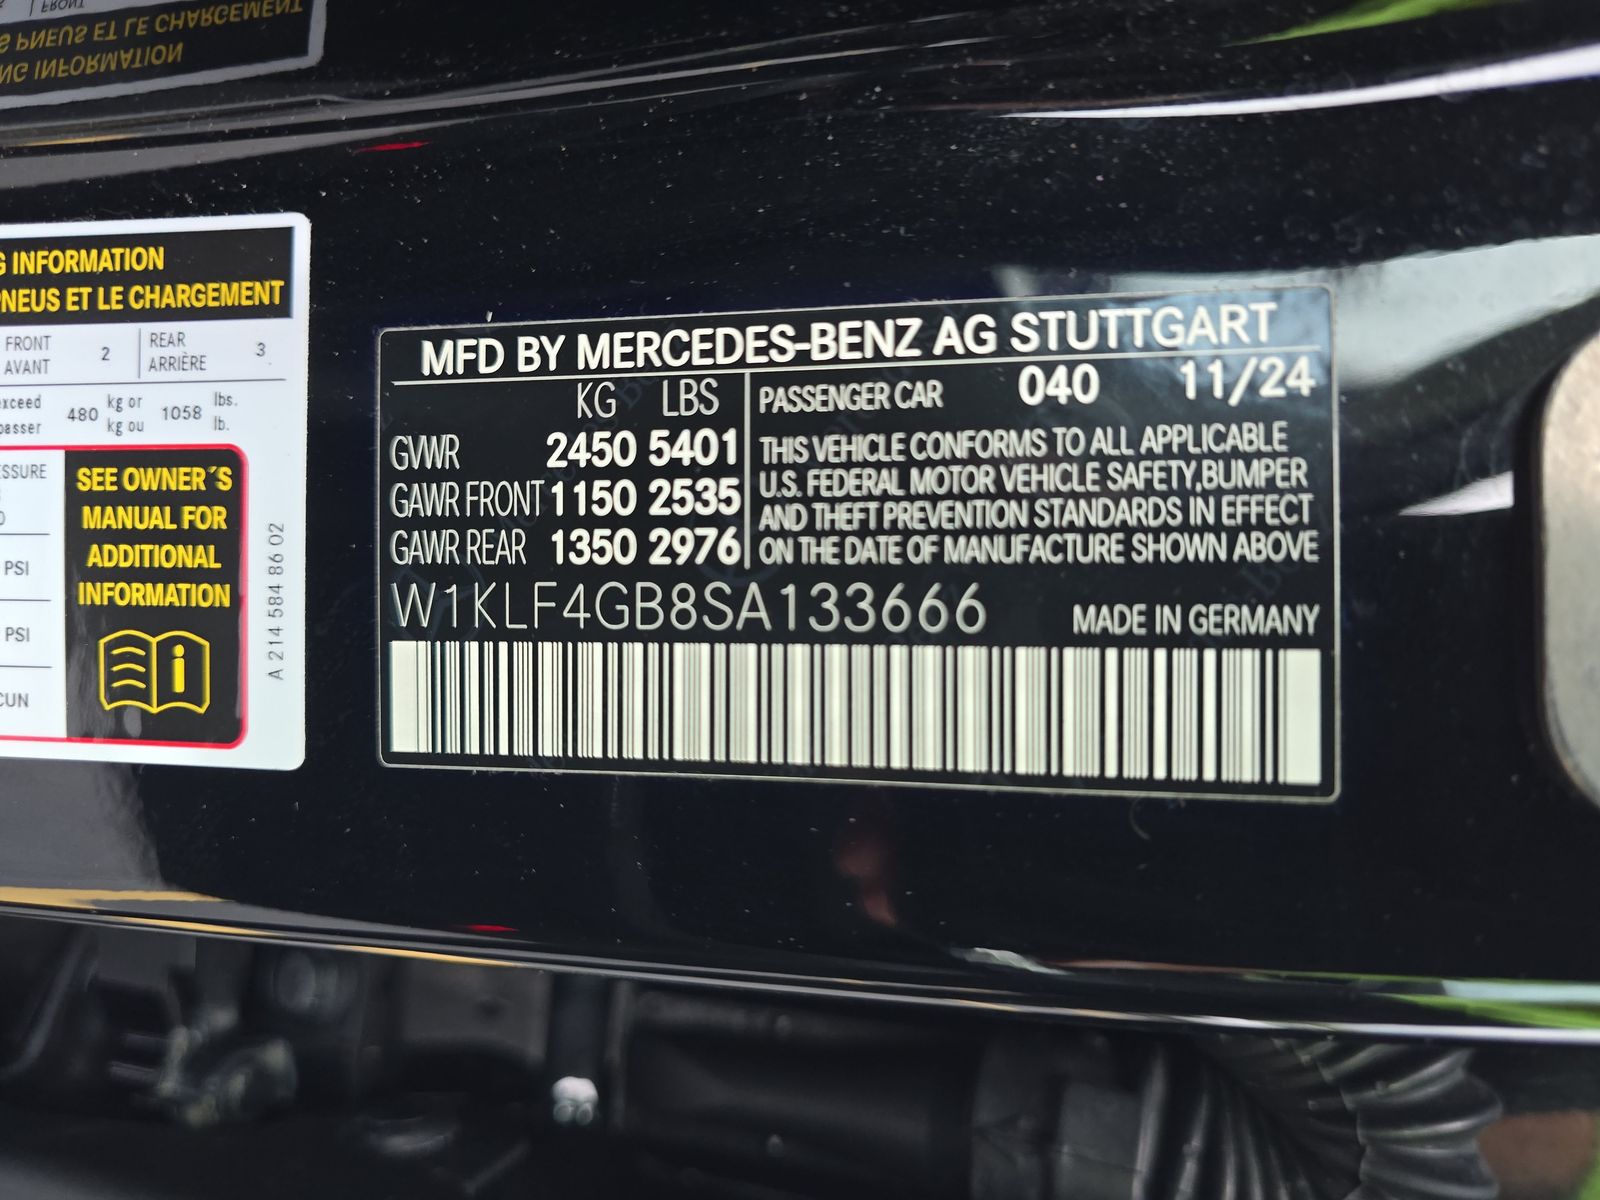 G INFORMATION
PNEUS ET LE CHARGEMENT
FRONT
AVANT 2
REAR
ARRIÈRE 3
exceed 480 kg or 1058 lbs.
passer kg ou lb.
PSI
PSI
SEE OWNER´S
MANUAL FOR
ADDITIONAL
INFORMATION
A 214 584 86 02
MFD BY MERCEDES-BENZ AG STUTTGART
KG LBS
GVWR 2450 5401
GAWR FRONT 1150 2535
GAWR REAR 1350 2976
PASSENGER CAR 040 11/24
THIS VEHICLE CONFORMS TO ALL APPLICABLE
U.S. FEDERAL MOTOR VEHICLE SAFETY,BUMPER
AND THEFT PREVENTION STANDARDS IN EFFECT
ON THE DATE OF MANUFACTURE SHOWN ABOVE
W1KLF4GB8SA133666
MADE IN GERMANY